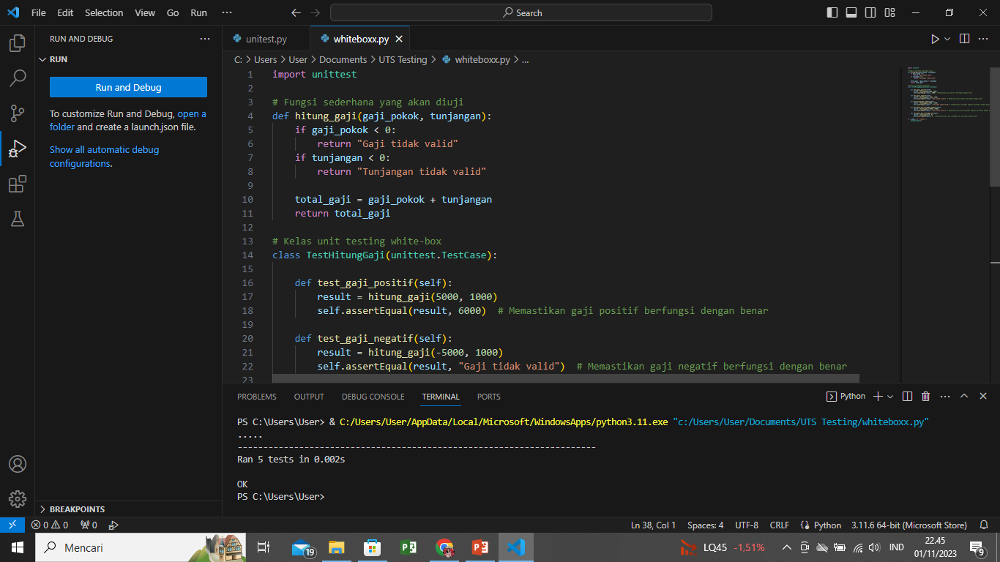 File Edit Selection View Go Run ··· Search
RUN AND DEBUG ···
RUN
Run and Debug
To customize Run and Debug, open a
folder and create a launch.json file.
Show all automatic debug
configurations.
BREAKPOINTS
unitest.py whiteboxx.py
C: > Users > User > Documents > UTS Testing > whiteboxx.py > ...
1 import unittest
2
3 # Fungsi sederhana yang akan diuji
4 def hitung_gaji(gaji_pokok, tunjangan):
5 if gaji_pokok < 0:
6 return "Gaji tidak valid"
7 if tunjangan < 0:
8 return "Tunjangan tidak valid"
9
10 total_gaji = gaji_pokok + tunjangan
11 return total_gaji
12
13 # Kelas unit testing white-box
14 class TestHitungGaji(unittest.TestCase):
15
16 def test_gaji_positif(self):
17 result = hitung_gaji(5000, 1000)
18 self.assertEqual(result, 6000) # Memastikan gaji positif berfungsi dengan benar
19
20 def test_gaji_negatif(self):
21 result = hitung_gaji(-5000, 1000)
22 self.assertEqual(result, "Gaji tidak valid") # Memastikan gaji negatif berfungsi dengan benar
23
PROBLEMS OUTPUT DEBUG CONSOLE TERMINAL PORTS Python
PS C:\Users\User> & C:/Users/User/AppData/Local/Microsoft/WindowsApps/python3.11.exe "c:/Users/User/Documents/UTS Testing/whiteboxx.py"
.....
----------------------------------------------------------------------
Ran 5 tests in 0.002s
OK
PS C:\Users\User>
0 0 0 Ln 38, Col 1 Spaces: 4 UTF-8 CRLF Python 3.11.6 64-bit (Microsoft Store)
Mencari 19 LQ45 -1,51% IND 22.45 9
01/11/2023